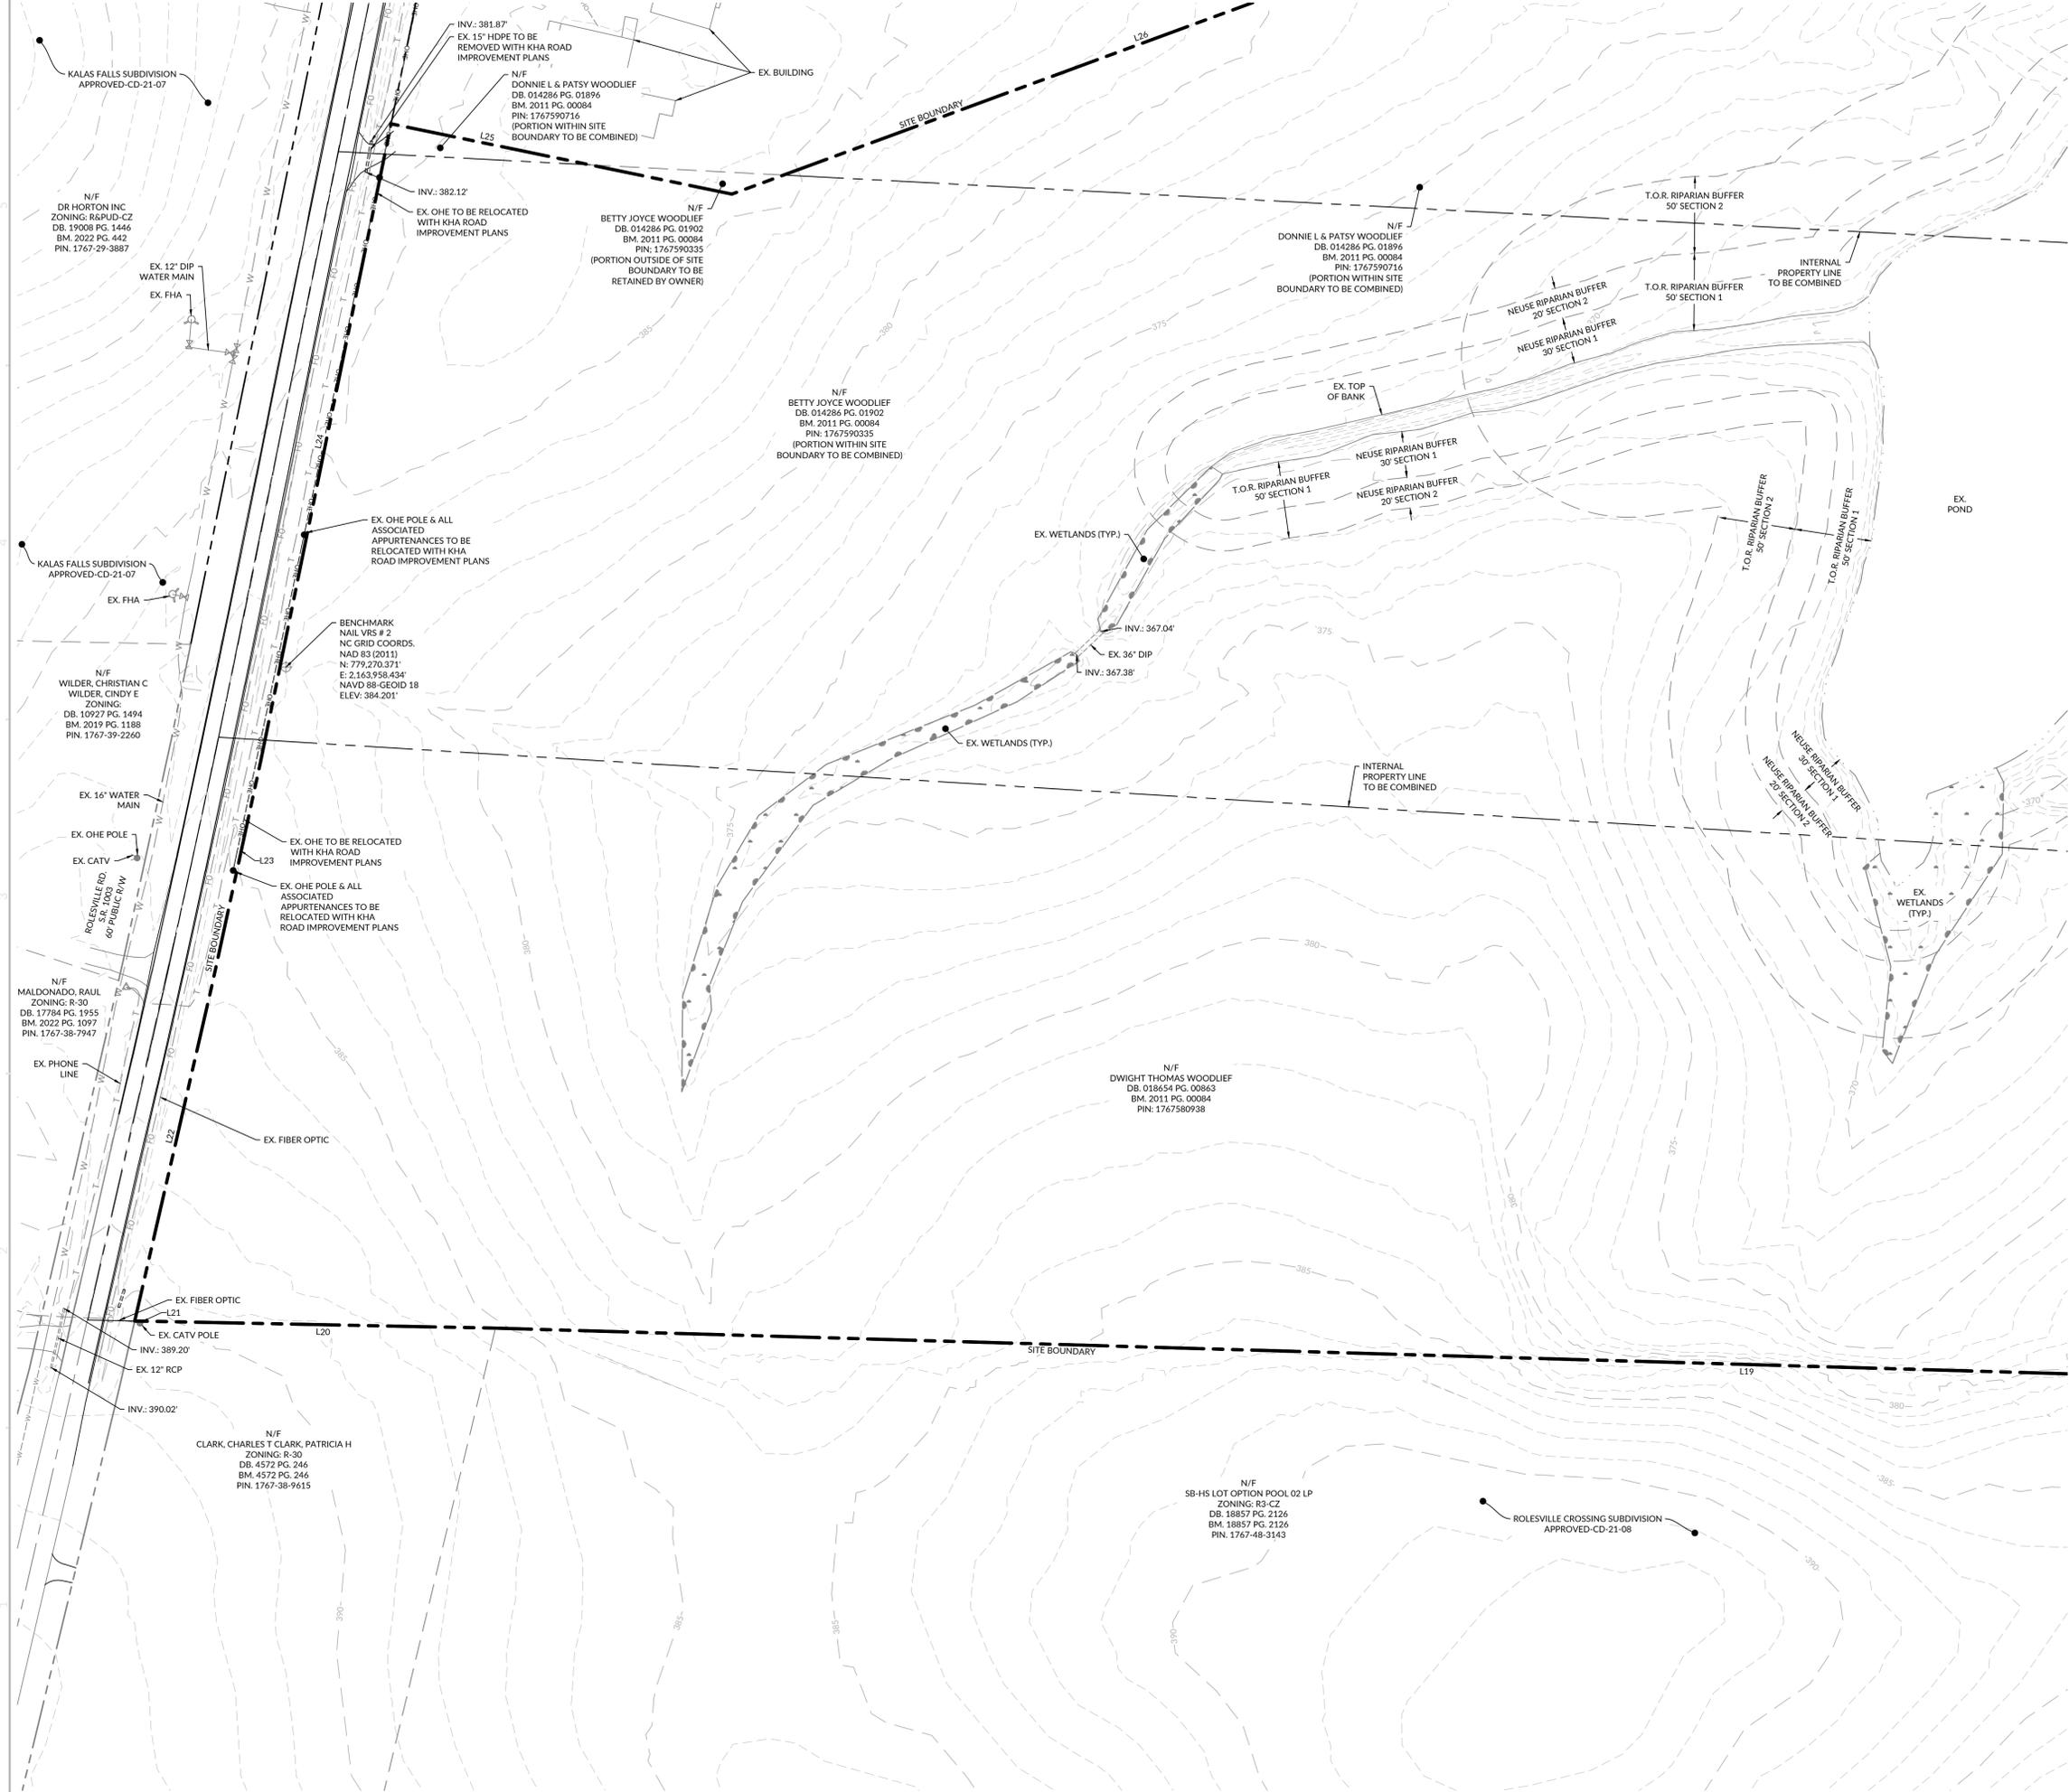 INV.: 381.87'
EX. 15" HDPE TO BE
REMOVED WITH KHA ROAD
IMPROVEMENT PLANS
L26
KALAS FALLS SUBDIVISION
APPROVED-CD-21-07
N/F
DONNIE L & PATSY WOODLIEF
DB. 014286 PG. 01896
BM. 2011 PG. 00084
PIN: 1767590716
(PORTION WITHIN SITE
BOUNDARY TO BE COMBINED)
EX. BUILDING
SITE BOUNDARY
L25
INV.: 382.12'
EX. OHE TO BE RELOCATED
WITH KHA ROAD
IMPROVEMENT PLANS
N/F
DR HORTON INC
ZONING: R&PUD-CZ
DB. 19008 PG. 1446
BM. 2022 PG. 442
PIN. 1767-29-3887
N/F
BETTY JOYCE WOODLIEF
DB. 014286 PG. 01902
BM. 2011 PG. 00084
PIN: 1767590335
(PORTION OUTSIDE OF SITE
BOUNDARY TO BE
RETAINED BY OWNER)
N/F
DONNIE L & PATSY WOODLIEF
DB. 014286 PG. 01896
BM. 2011 PG. 00084
PIN: 1767590716
(PORTION WITHIN SITE
BOUNDARY TO BE COMBINED)
T.O.R. RIPARIAN BUFFER
50' SECTION 2
INTERNAL
PROPERTY LINE
TO BE COMBINED
T.O.R. RIPARIAN BUFFER
50' SECTION 1
NEUSE RIPARIAN BUFFER
20' SECTION 2
NEUSE RIPARIAN BUFFER
30' SECTION 1
370
EX. 12" DIP
WATER MAIN
EX. FHA
385
380
375
EX. TOP
OF BANK
N/F
BETTY JOYCE WOODLIEF
DB. 014286 PG. 01902
BM. 2011 PG. 00084
PIN: 1767590335
(PORTION WITHIN SITE
BOUNDARY TO BE COMBINED)
L24
NEUSE RIPARIAN BUFFER
30' SECTION 1
NEUSE RIPARIAN BUFFER
20' SECTION 2
T.O.R. RIPARIAN BUFFER
50' SECTION 1
T.O.R. RIPARIAN BUFFER
50' SECTION 2
T.O.R. RIPARIAN BUFFER
50' SECTION 1
EX.
POND
EX. OHE POLE & ALL
ASSOCIATED
APPURTENANCES TO BE
RELOCATED WITH KHA
ROAD IMPROVEMENT PLANS
EX. WETLANDS (TYP.)
KALAS FALLS SUBDIVISION
APPROVED-CD-21-07
EX. FHA
BENCHMARK
NAIL VRS # 2
NC GRID COORDS.
NAD 83 (2011)
N: 779,270.371'
E: 2,163,958.434'
NAVD 88-GEOID 18
ELEV: 384.201'
INV.: 367.04'
EX. 36" DIP
INV.: 367.38'
375
N/F
WILDER, CHRISTIAN C
WILDER, CINDY E
ZONING:
DB. 10927 PG. 1494
BM. 2019 PG. 1188
PIN. 1767-39-2260
EX. WETLANDS (TYP.)
INTERNAL
PROPERTY LINE
TO BE COMBINED
NEUSE RIPARIAN BUFFER
30' SECTION 1
NEUSE RIPARIAN BUFFER
20' SECTION 2
370
EX. 16" WATER
MAIN
375
EX. OHE POLE
EX. CATV
EX. OHE TO BE RELOCATED
WITH KHA ROAD
IMPROVEMENT PLANS
L23
EX. OHE POLE & ALL
ASSOCIATED
APPURTENANCES TO BE
RELOCATED WITH KHA
ROAD IMPROVEMENT PLANS
ROLESVILLE RD.
S.R. 1003
60' PUBLIC R/W
SITE BOUNDARY
EX.
WETLANDS
(TYP.)
380
380
N/F
MALDONADO, RAUL
ZONING: R-30
DB. 17784 PG. 1955
BM. 2022 PG. 1097
PIN. 1767-38-7947
385
EX. PHONE
LINE
N/F
DWIGHT THOMAS WOODLIEF
DB. 018654 PG. 00863
BM. 2011 PG. 00084
PIN: 1767580938
370
L22
EX. FIBER OPTIC
375
380
385
EX. FIBER OPTIC
L21
EX. CATV POLE
L20
SITE BOUNDARY
L19
INV.: 389.20'
EX. 12" RCP
INV.: 390.02'
380
N/F
CLARK, CHARLES T CLARK, PATRICIA H
ZONING: R-30
DB. 4572 PG. 246
BM. 4572 PG. 246
PIN. 1767-38-9615
N/F
SB-HS LOT OPTION POOL 02 LP
ZONING: R3-CZ
DB. 18857 PG. 2126
BM. 18857 PG. 2126
PIN. 1767-48-3143
385
ROLESVILLE CROSSING SUBDIVISION
APPROVED-CD-21-08
390
390
385
385
390